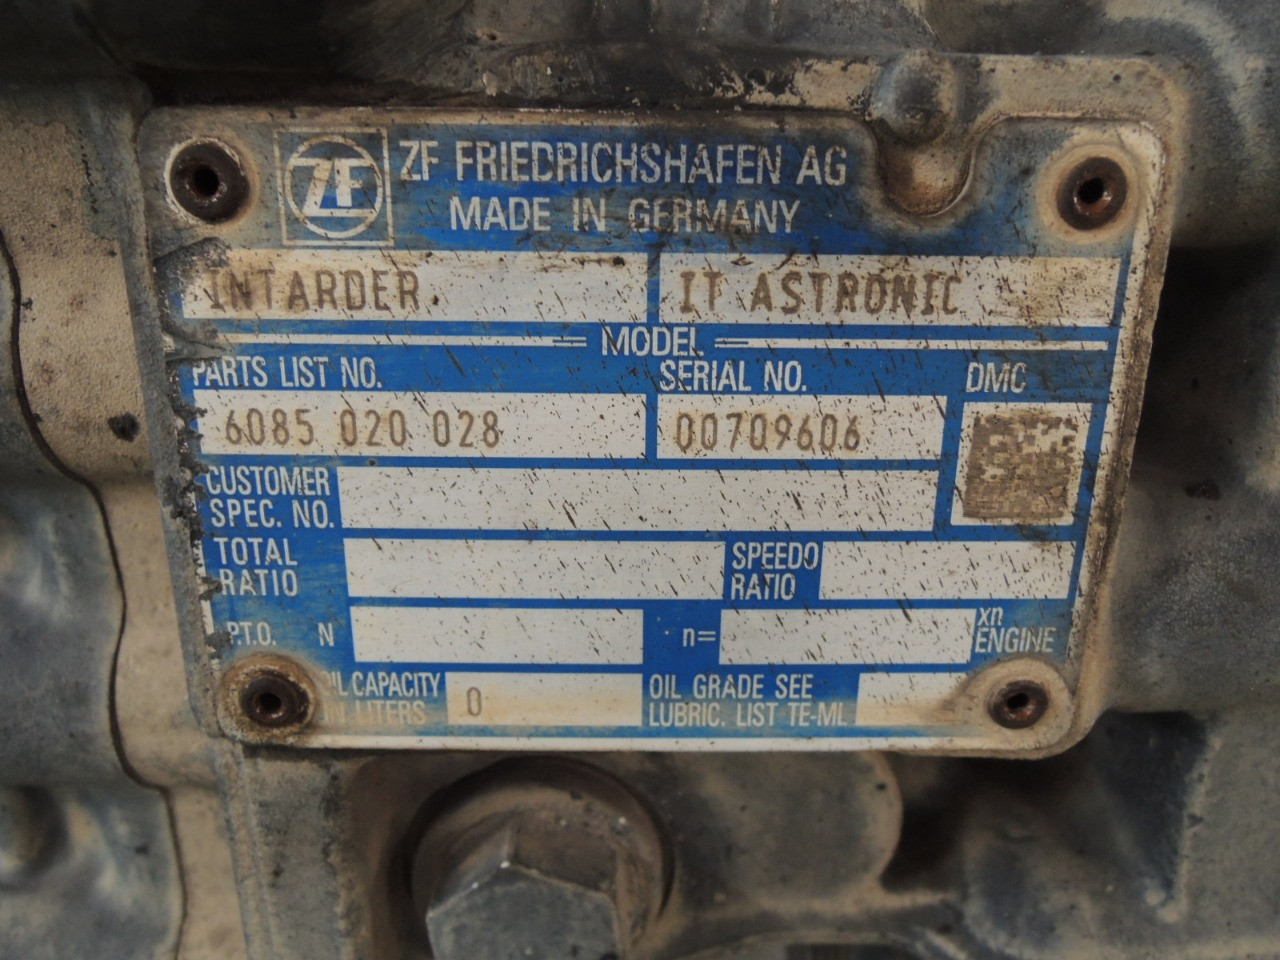 ZF
ZF FRIEDRICHSHAFEN AG
MADE IN GERMANY
INTARDER
IT ASTRONIC
MODEL
PARTS LIST NO.
SERIAL NO.
DMC
6085 020 028
00709606
CUSTOMER
SPEC. NO.
TOTAL
RATIO
SPEEDO
RATIO
P.T.O. N
n=
xn
ENGINE
OIL CAPACITY
IN LITERS
0
OIL GRADE SEE
LUBRIC. LIST TE-ML